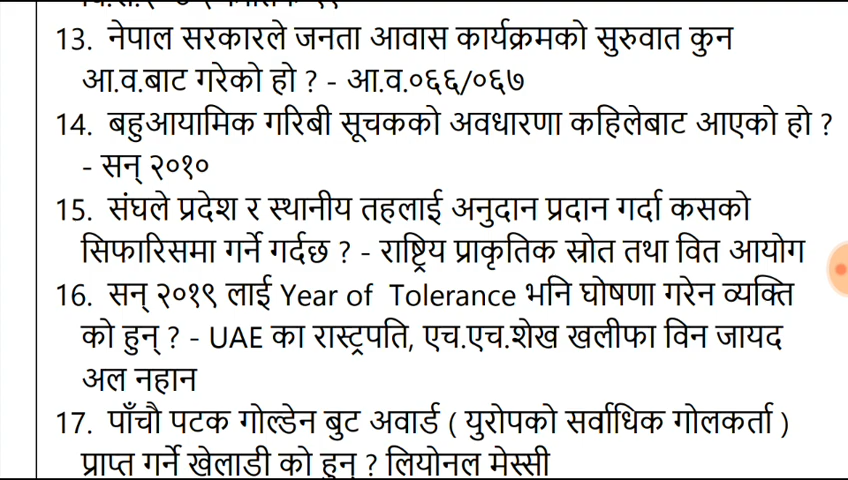 13. नेपाल सरकारले जनता आवास कार्यक्रमको सुरुवात कुन
आ.व.बाट गरेको हो ? - आ.व.०६६/०६७
14. बहुआयामिक गरिबी सूचकको अवधारणा कहिलेबाट आएको हो ?
- सन् २०१०
15. संघले प्रदेश र स्थानीय तहलाई अनुदान प्रदान गर्दा कसको
सिफारिसमा गर्ने गर्दछ ? - राष्ट्रिय प्राकृतिक स्रोत तथा वित आयोग
16. सन् २०१९ लाई Year of Tolerance भनि घोषणा गरेन व्यक्ति
को हुन् ? - UAE का रास्ट्रपति, एच.एच.शेख खलीफा विन जायद
अल नहान
17. पाँचौ पटक गोल्डेन बुट अवार्ड ( युरोपको सर्वाधिक गोलकर्ता )
प्राप्त गर्ने खेलाडी को हुन् ? लियोनल मेस्सी